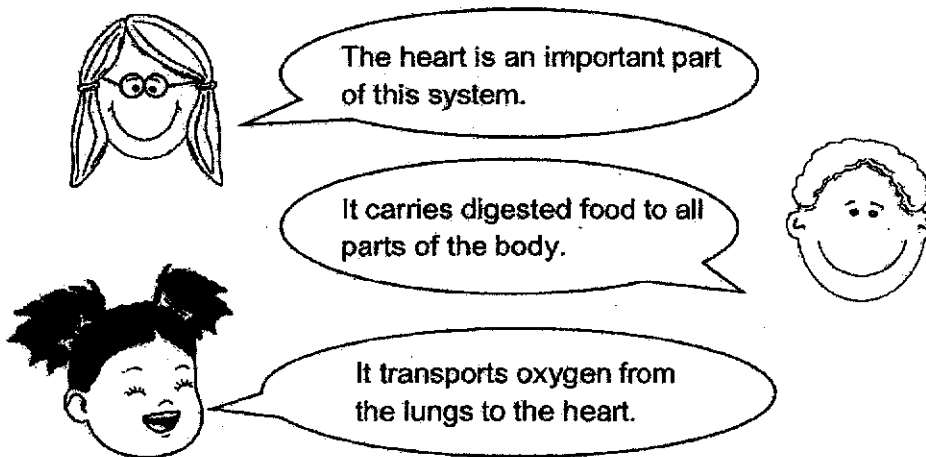 The heart is an important part
of this system.
It carries digested food to all
parts of the body.
It transports oxygen from
the lungs to the heart.